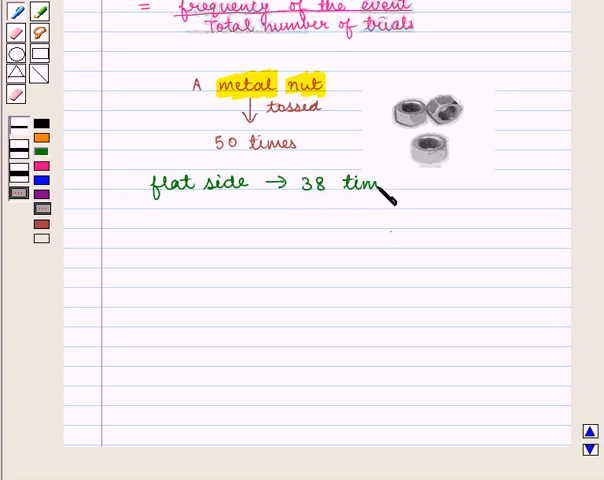 = frequency of the event
Total number of trials
A metal nut
tossed
50 times
flat side → 38 tim